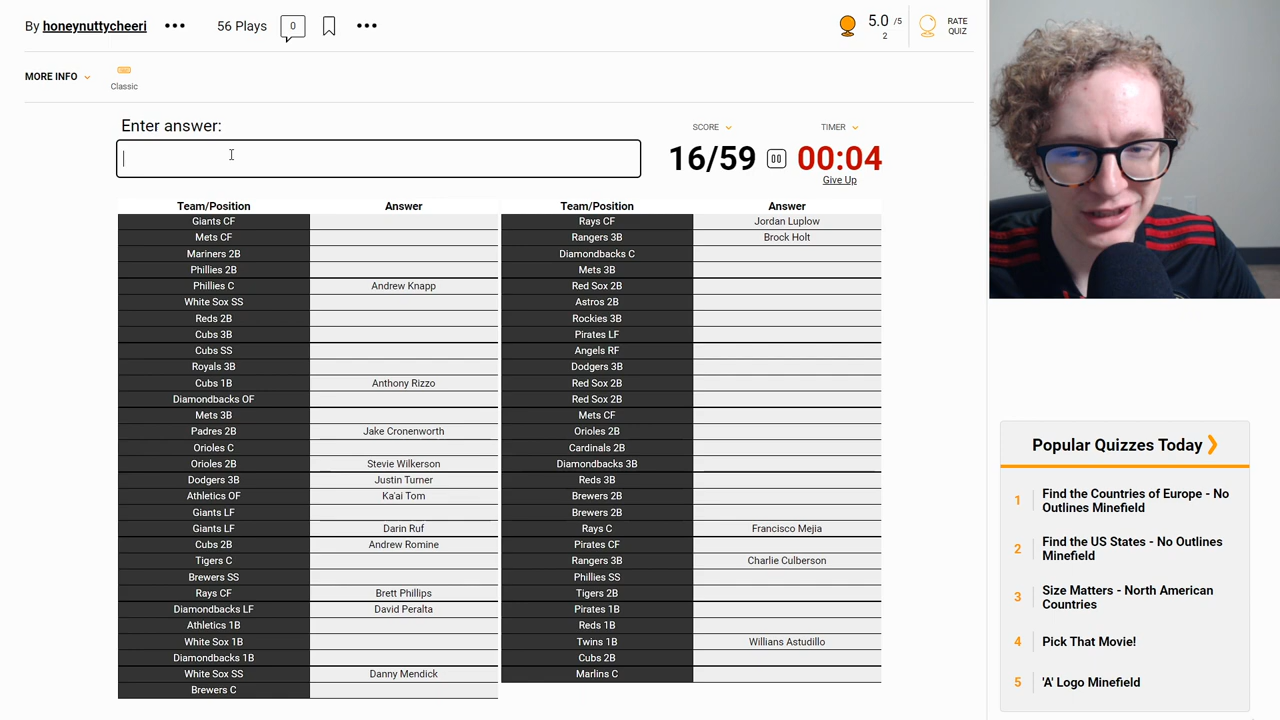 By honeynuttycheeri ••• 56 Plays 0 •••
5.0 /5
2
RATE
QUIZ
MORE INFO
Classic
Enter answer:
SCORE
TIMER
16/59
00:04
Give Up
Team/Position Answer
Giants CF
Mets CF
Mariners 2B
Phillies 2B
Phillies C Andrew Knapp
White Sox SS
Reds 2B
Cubs 3B
Cubs SS
Royals 3B
Cubs 1B Anthony Rizzo
Diamondbacks OF
Mets 3B
Padres 2B Jake Cronenworth
Orioles C
Orioles 2B Stevie Wilkerson
Dodgers 3B Justin Turner
Athletics OF Ka'ai Tom
Giants LF
Giants LF Darin Ruf
Cubs 2B Andrew Romine
Tigers C
Brewers SS
Rays CF Brett Phillips
Diamondbacks LF David Peralta
Athletics 1B
White Sox 1B
Diamondbacks 1B
White Sox SS Danny Mendick
Brewers C
Team/Position Answer
Rays CF Jordan Luplow
Rangers 3B Brock Holt
Diamondbacks C
Mets 3B
Red Sox 2B
Astros 2B
Rockies 3B
Pirates LF
Angels RF
Dodgers 3B
Red Sox 2B
Red Sox 2B
Mets CF
Orioles 2B
Cardinals 2B
Diamondbacks 3B
Reds 3B
Brewers 2B
Brewers 2B
Rays C Francisco Mejia
Pirates CF
Rangers 3B Charlie Culberson
Phillies SS
Tigers 2B
Pirates 1B
Reds 1B
Twins 1B Willians Astudillo
Cubs 2B
Marlins C
Popular Quizzes Today
1 Find the Countries of Europe - No
Outlines Minefield
2 Find the US States - No Outlines
Minefield
3 Size Matters - North American
Countries
4 Pick That Movie!
5 'A' Logo Minefield